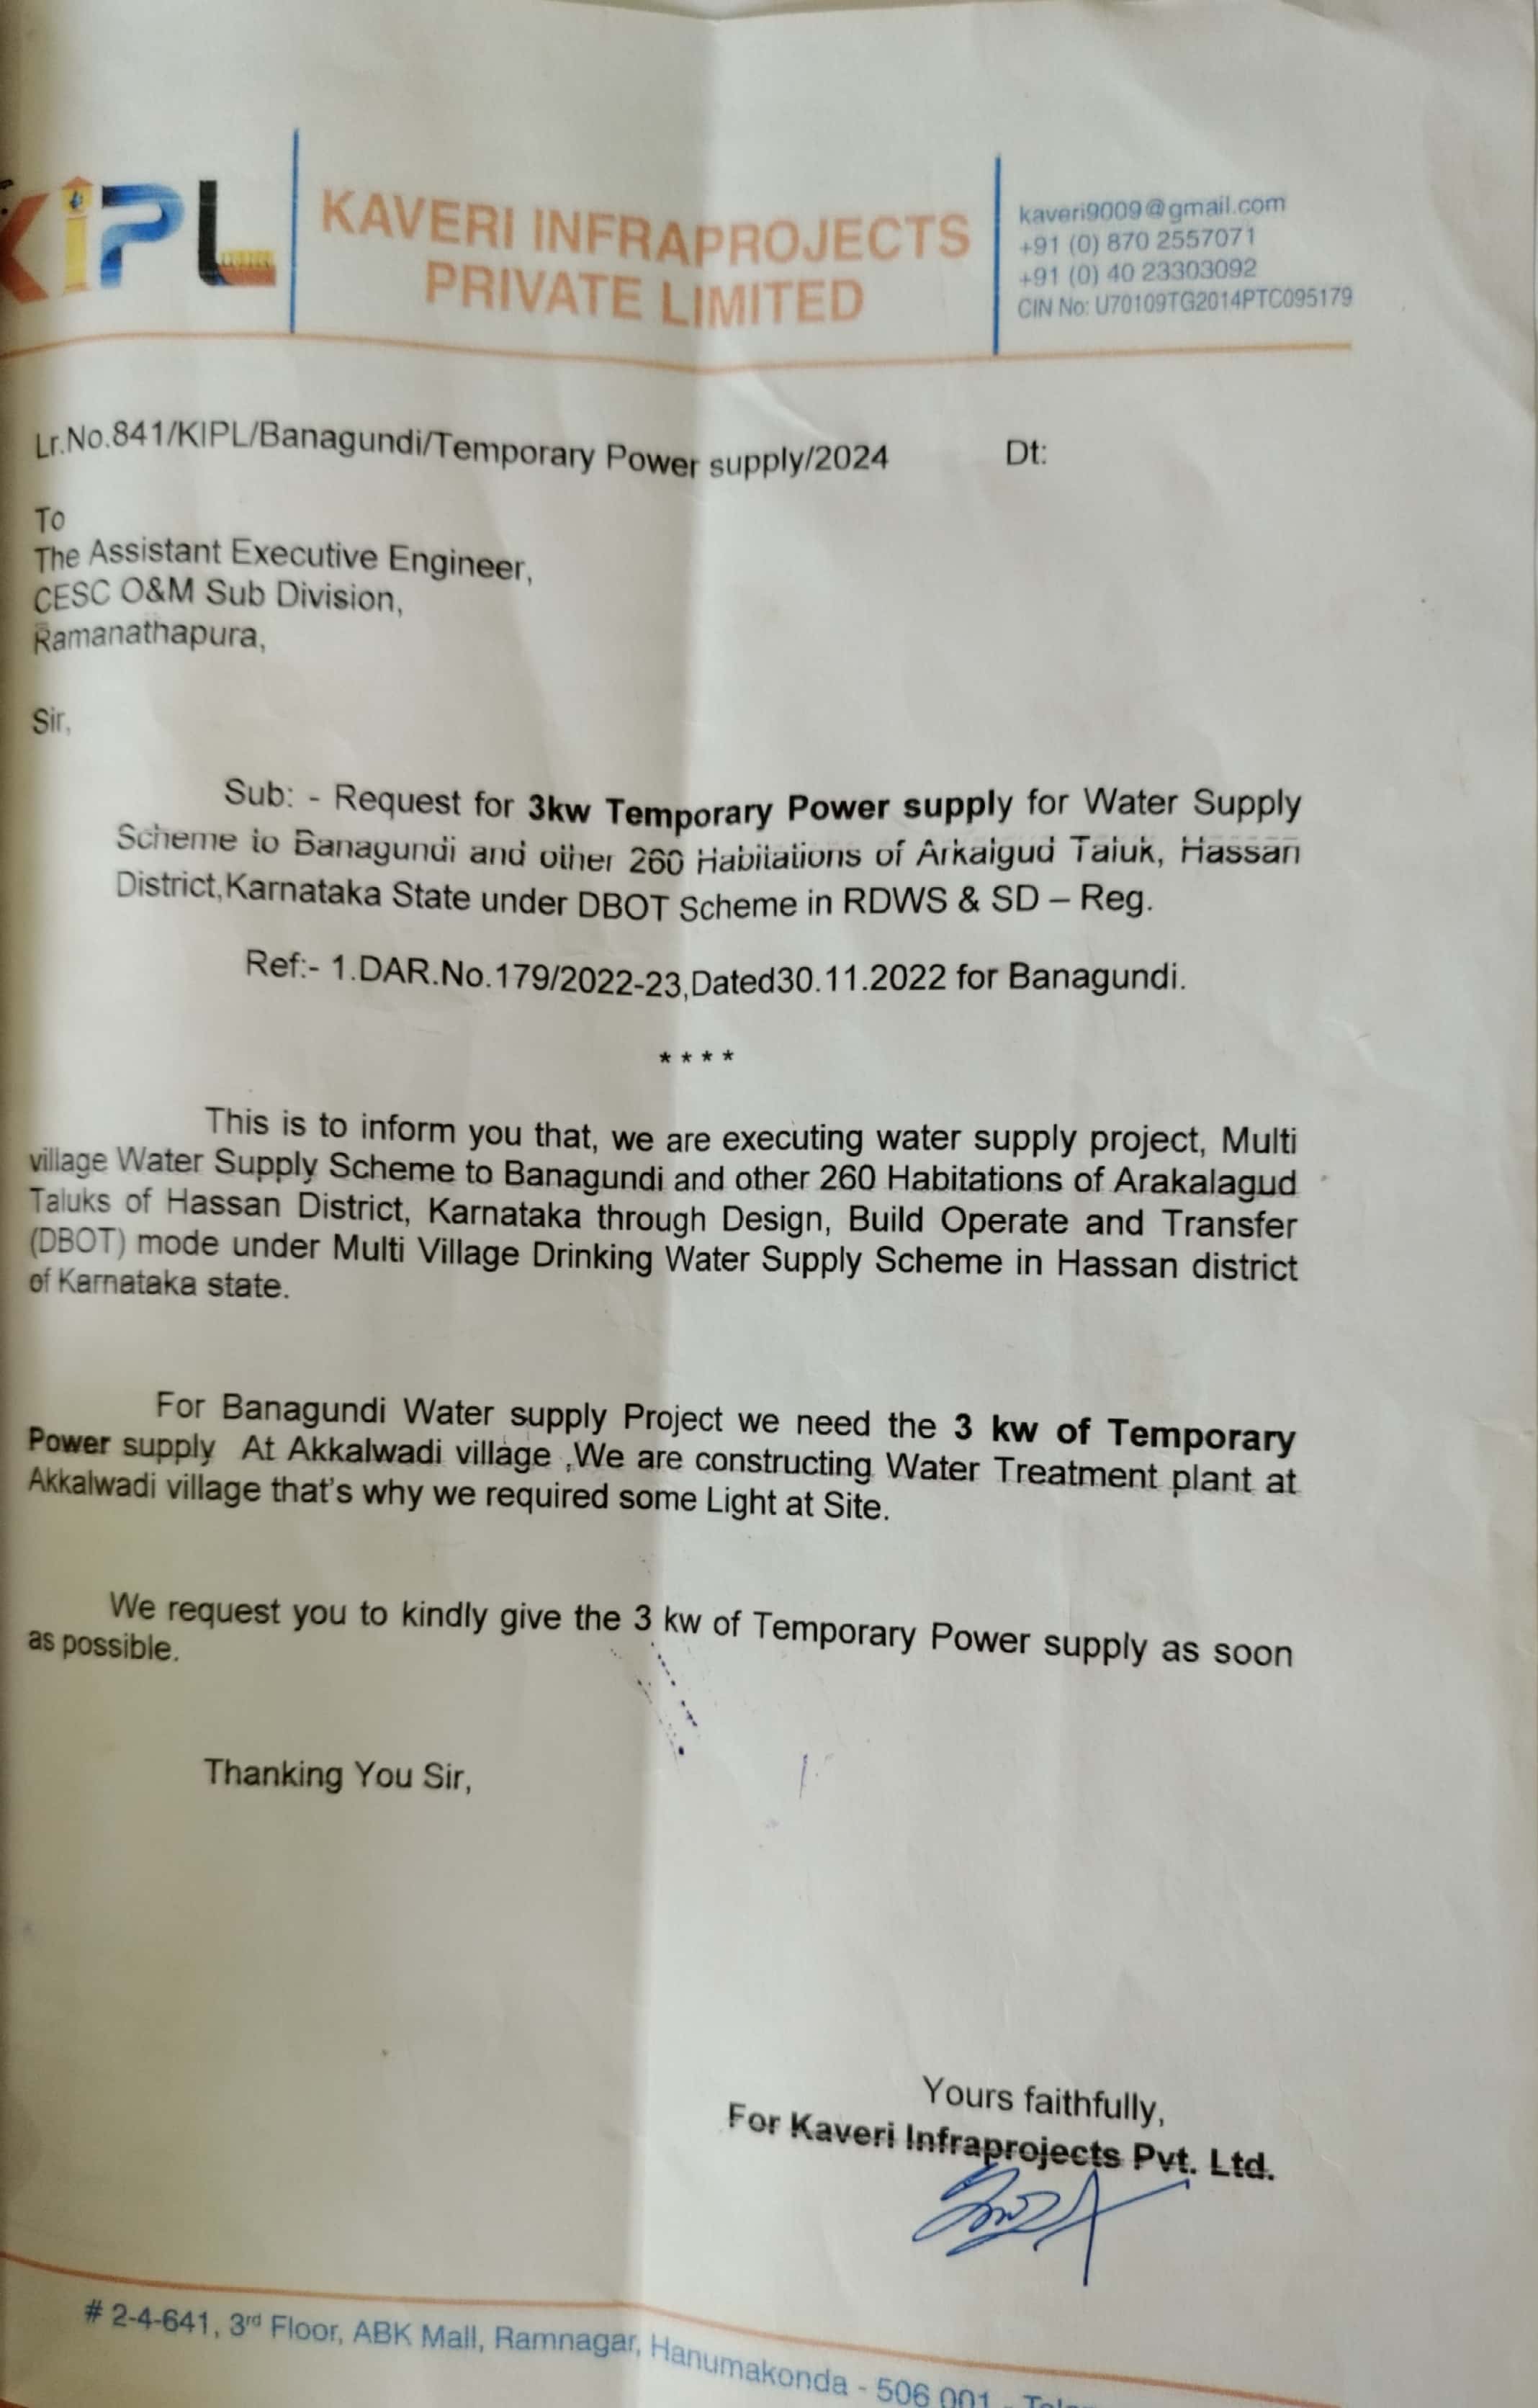 KIPL
KAVERI INFRAPROJECTS
PRIVATE LIMITED
kaveri9009@gmail.com
+91 (0) 870 2557071
+91 (0) 40 23303092
CIN No: U70109TG2014PTC095179
Lr.No.841/KIPL/Banagundi/Temporary Power supply/2024 Dt:
To
The Assistant Executive Engineer,
CESC O&M Sub Division,
Ramanathapura,
Sir,
Sub: - Request for 3kw Temporary Power supply for Water Supply
Scheme to Banagundi and other 260 Habitations of Arkalgud Taluk, Hassan
District,Karnataka State under DBOT Scheme in RDWS & SD – Reg.
Ref:- 1.DAR.No.179/2022-23,Dated30.11.2022 for Banagundi.
****
This is to inform you that, we are executing water supply project, Multi
village Water Supply Scheme to Banagundi and other 260 Habitations of Arakalagud
Taluks of Hassan District, Karnataka through Design, Build Operate and Transfer
(DBOT) mode under Multi Village Drinking Water Supply Scheme in Hassan district
of Karnataka state.
For Banagundi Water supply Project we need the 3 kw of Temporary
Power supply At Akkalwadi village ,We are constructing Water Treatment plant at
Akkalwadi village that's why we required some Light at Site.
We request you to kindly give the 3 kw of Temporary Power supply as soon
as possible.
Thanking You Sir,
Yours faithfully,
For Kaveri Infraprojects Pvt. Ltd.
# 2-4-641, 3rd Floor, ABK Mall, Ramnagar, Hanumakonda - 506 001